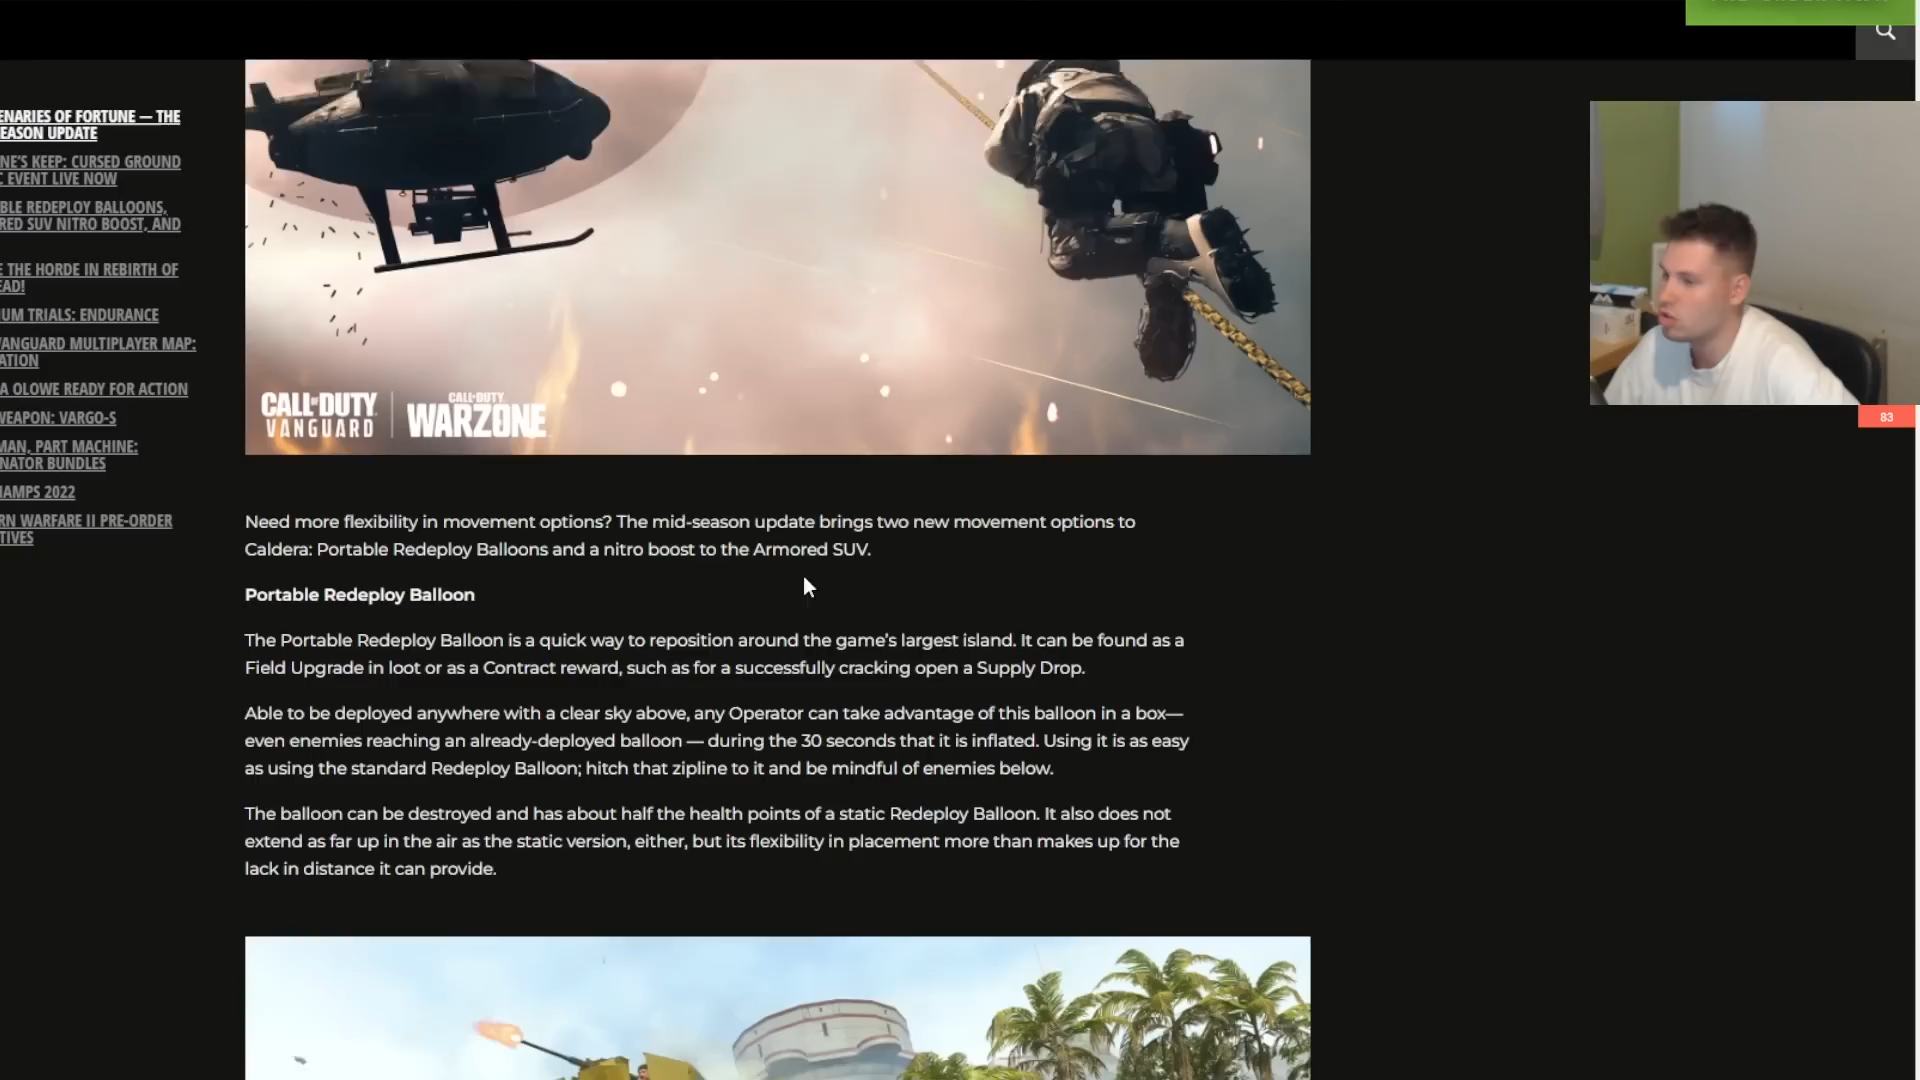 ENARIES OF FORTUNE — THE
EASON UPDATE
NE'S KEEP: CURSED GROUND
C EVENT LIVE NOW
BLE REDEPLOY BALLOONS,
RED SUV NITRO BOOST, AND
E THE HORDE IN REBIRTH OF
EAD!
IUM TRIALS: ENDURANCE
VANGUARD MULTIPLAYER MAP:
ATION
A OLOWE READY FOR ACTION
WEAPON: VARGO-S
MAN, PART MACHINE:
NATOR BUNDLES
HAMPS 2022
RN WARFARE II PRE-ORDER
TIVES
CALL OF DUTY
VANGUARD
CALL OF DUTY
WARZONE
83
Need more flexibility in movement options? The mid-season update brings two new movement options to
Caldera: Portable Redeploy Balloons and a nitro boost to the Armored SUV.
Portable Redeploy Balloon
The Portable Redeploy Balloon is a quick way to reposition around the game's largest island. It can be found as a
Field Upgrade in loot or as a Contract reward, such as for a successfully cracking open a Supply Drop.
Able to be deployed anywhere with a clear sky above, any Operator can take advantage of this balloon in a box—
even enemies reaching an already-deployed balloon — during the 30 seconds that it is inflated. Using it is as easy
as using the standard Redeploy Balloon; hitch that zipline to it and be mindful of enemies below.
The balloon can be destroyed and has about half the health points of a static Redeploy Balloon. It also does not
extend as far up in the air as the static version, either, but its flexibility in placement more than makes up for the
lack in distance it can provide.